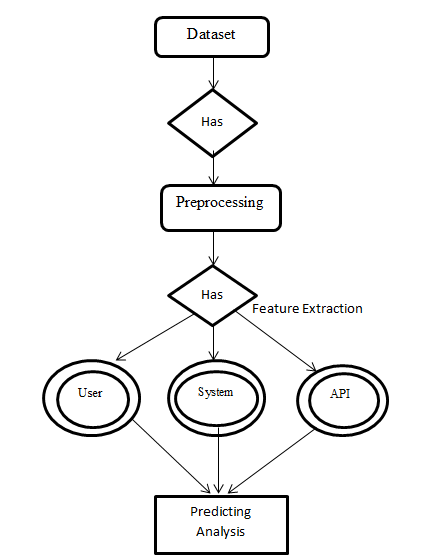 Dataset
Has
Preprocessing
Has
Feature Extraction
User
System
API
Predicting
Analysis